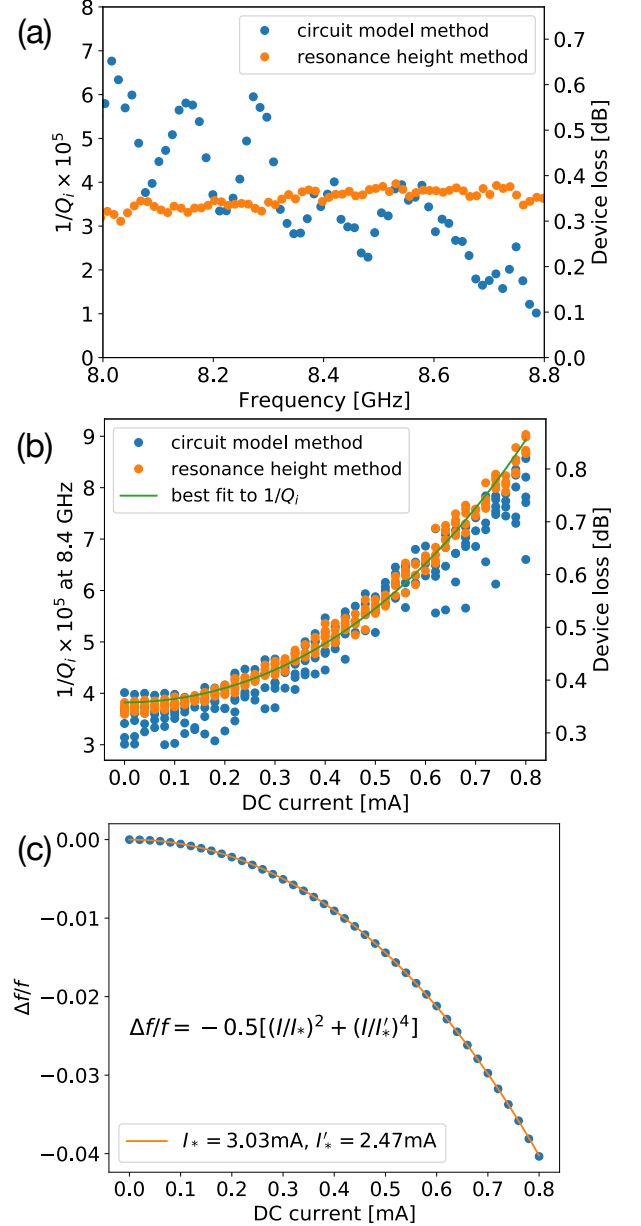 (a)
8
7
6
5
4
3
2
1
0
1/Q_i × 10^5
circuit model method
resonance height method
0.7
0.6
0.5
0.4
0.3
0.2
0.1
0.0
Device loss [dB]
8.0 8.2 8.4 8.6 8.8
Frequency [GHz]
(b)
9
8
7
6
5
4
3
1/Q_i × 10^5 at 8.4 GHz
circuit model method
resonance height method
best fit to 1/Q_i
0.8
0.7
0.6
0.5
0.4
0.3
Device loss [dB]
0.0 0.1 0.2 0.3 0.4 0.5 0.6 0.7 0.8
DC current [mA]
(c)
0.00
−0.01
−0.02
−0.03
−0.04
Δf/f
Δf/f = −0.5[(I/I_*)^2 + (I/I'_*)^4]
I_* = 3.03mA, I'_* = 2.47mA
0.0 0.1 0.2 0.3 0.4 0.5 0.6 0.7 0.8
DC current [mA]